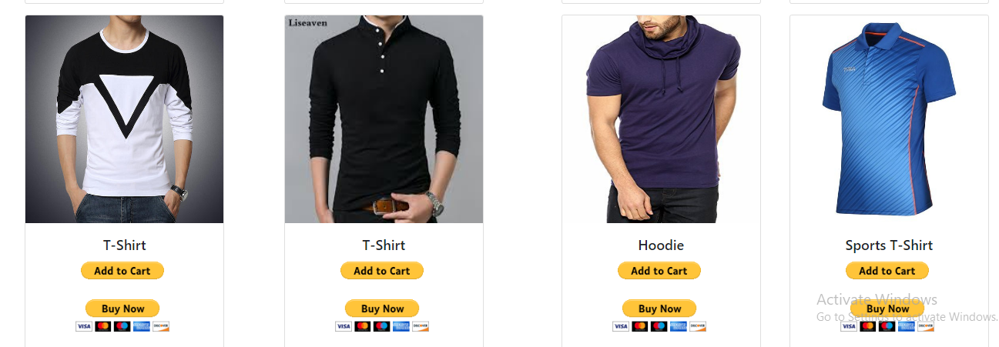 Liseaven
T-Shirt
Add to Cart
Buy Now
VISA
DISCOVER
T-Shirt
Add to Cart
Buy Now
VISA
DISCOVER
Hoodie
Add to Cart
Buy Now
VISA
DISCOVER
Sports T-Shirt
Add to Cart
Buy Now
VISA
DISCOVER
Activate Windows
Go to Settings to activate Windows.